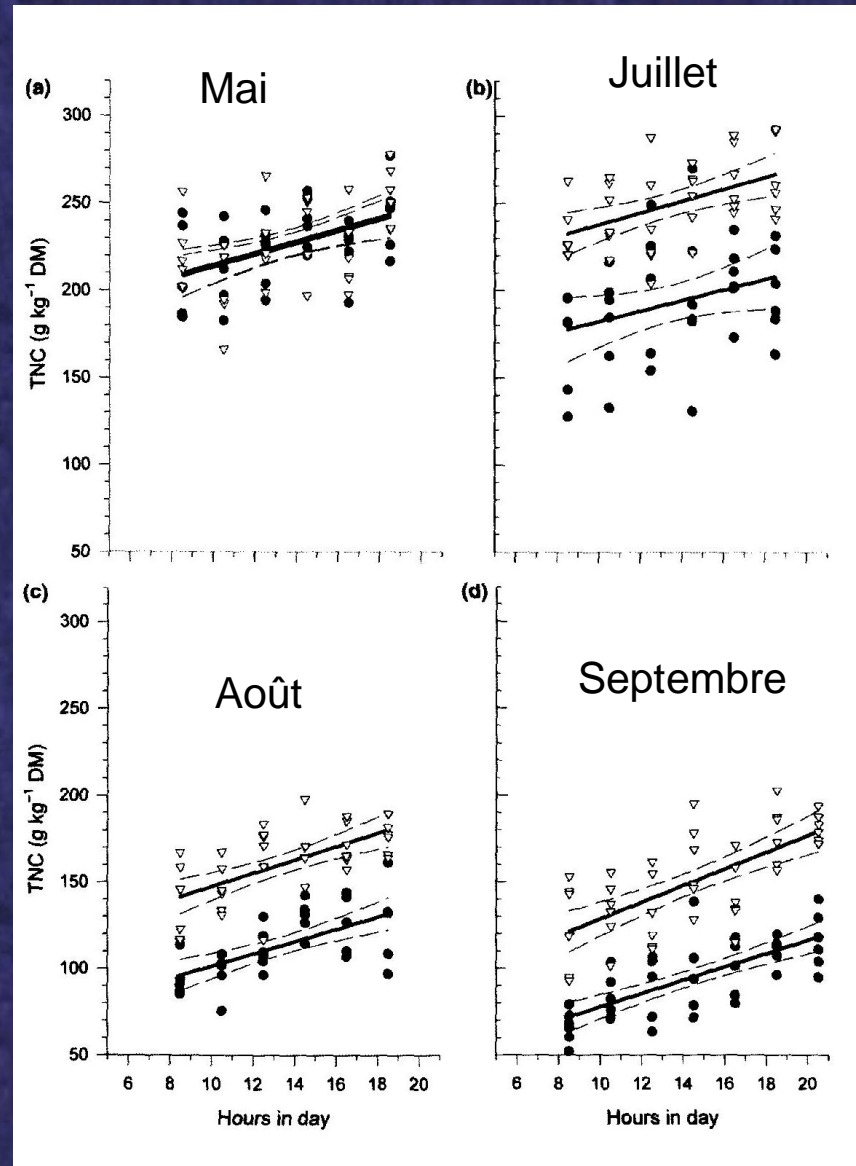 (a)
Mai
(b)
Juillet
300
250
200
150
100
50
TNC (g kg⁻¹ DM)
(c)
Août
(d)
Septembre
300
250
200
150
100
50
TNC (g kg⁻¹ DM)
6 8 10 12 14 16 18 20
6 8 10 12 14 16 18 20
Hours in day
Hours in day